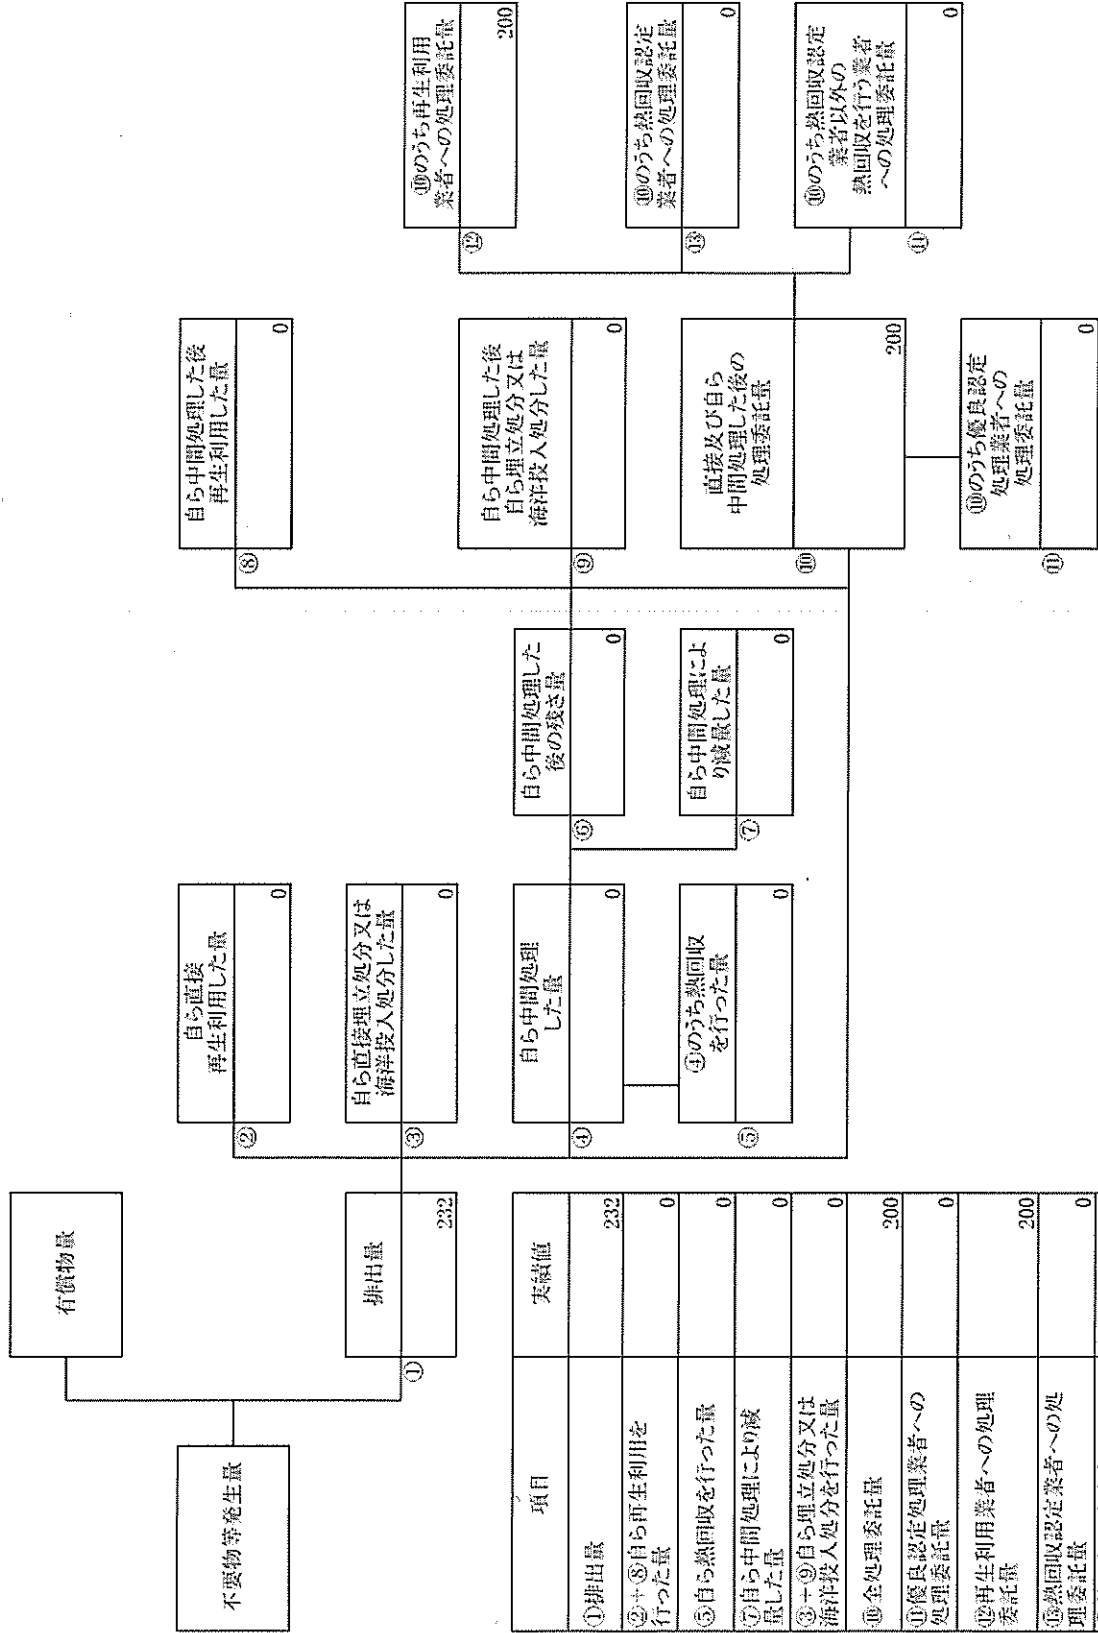 有償物量
不要物等発生量
①
排出量
232
②
自ら直接
再生利用した量
0
③
自ら直接埋立処分又は
海洋投入処分した量
0
④
自ら中間処理
した量
0
⑤
④のうち熱回収
を行った量
0
⑥
自ら中間処理した
後の残さ量
0
⑦
自ら中間処理によ
り減量した量
0
⑧
自ら中間処理した後
再生利用した量
0
⑨
自ら中間処理した後
自ら埋立処分又は
海洋投入処分した量
0
⑩
直接及び自ら
中間処理した後の
処理委託量
200
⑪
⑩のうち優良認定
処理業者への
処理委託量
0
⑫
⑩のうち再生利用
業者への処理委託量
200
⑬
⑩のうち熱回収認定
業者への処理委託量
0
⑩のうち熱回収認定
業者以外の
熱回収を行う業者
への処理委託量
0
項目
実績値
①排出量
232
②+⑧自ら再生利用を
行った量
0
⑤自ら熱回収を行った量
0
⑦自ら中間処理により減
量した量
0
③+⑨自ら埋立処分又は
海洋投入処分を行った量
0
⑩全処理委託量
200
⑪優良認定処理業者への
処理委託量
0
⑫再生利用業者への処理
委託量
200
⑬熱回収認定業者への処
理委託量
0